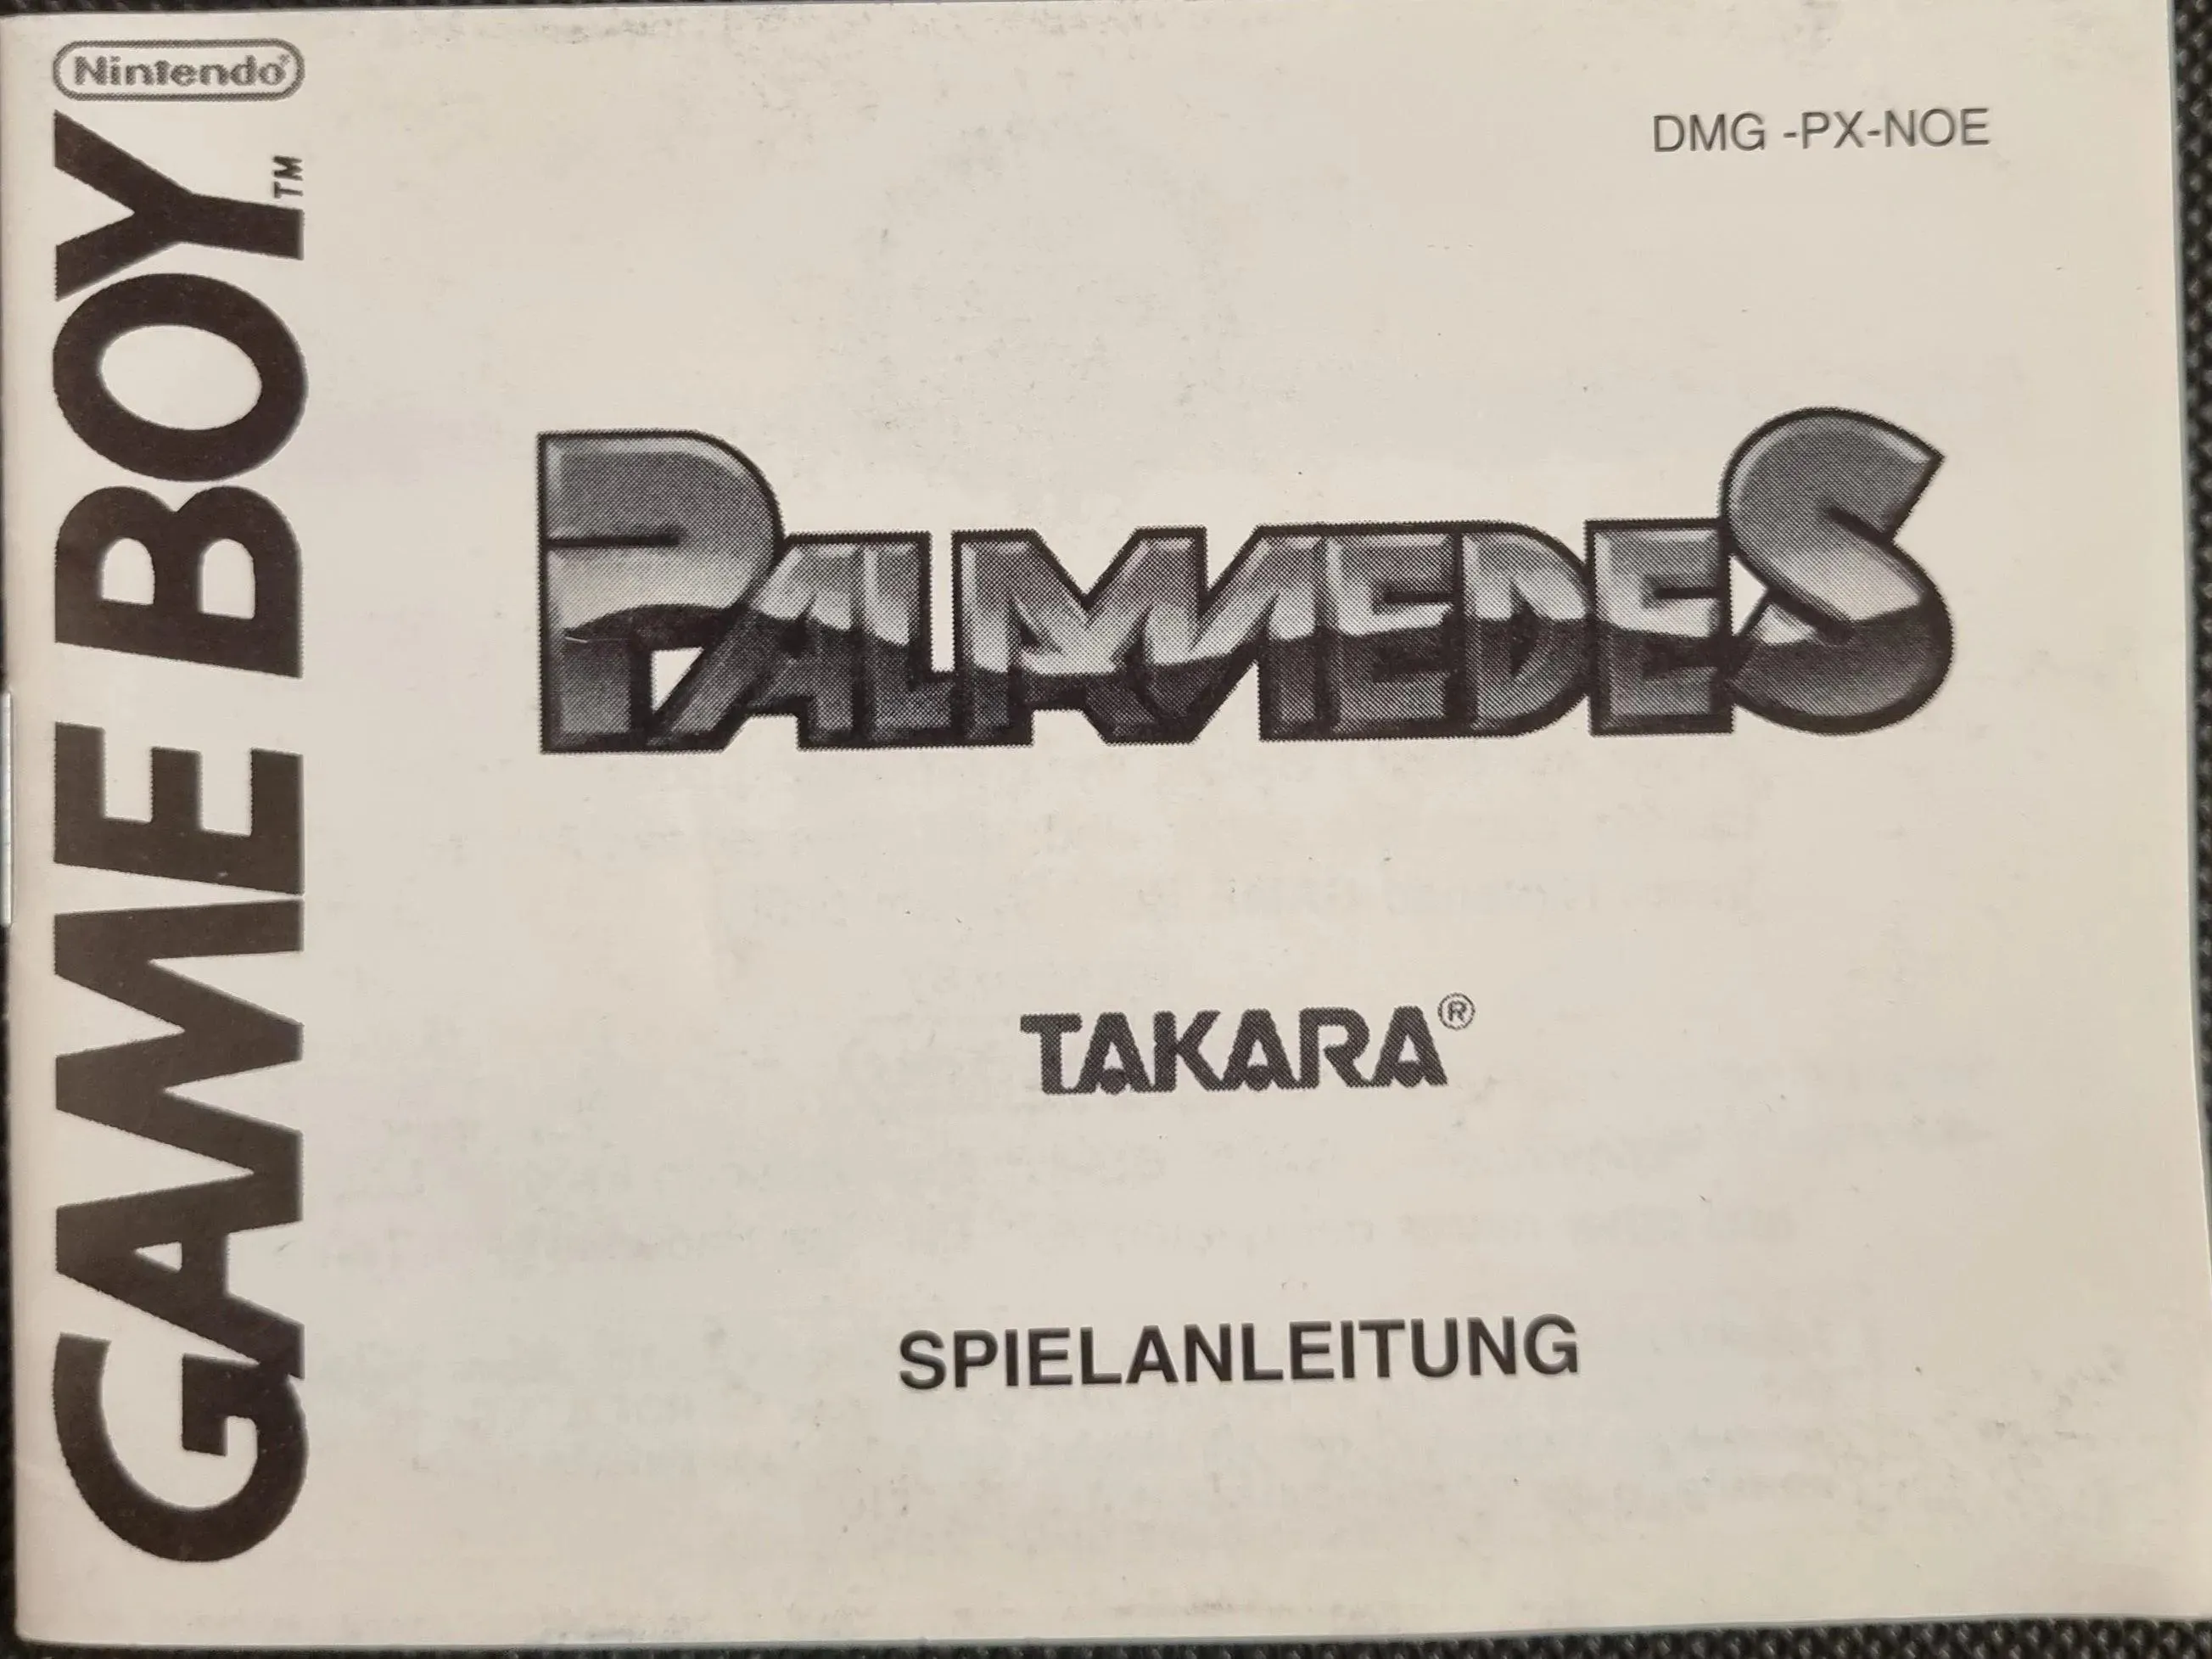 Nintendo®
GAME BOY™
DMG -PX-NOE
PALAMEDES
TAKARA®
SPIELANLEITUNG